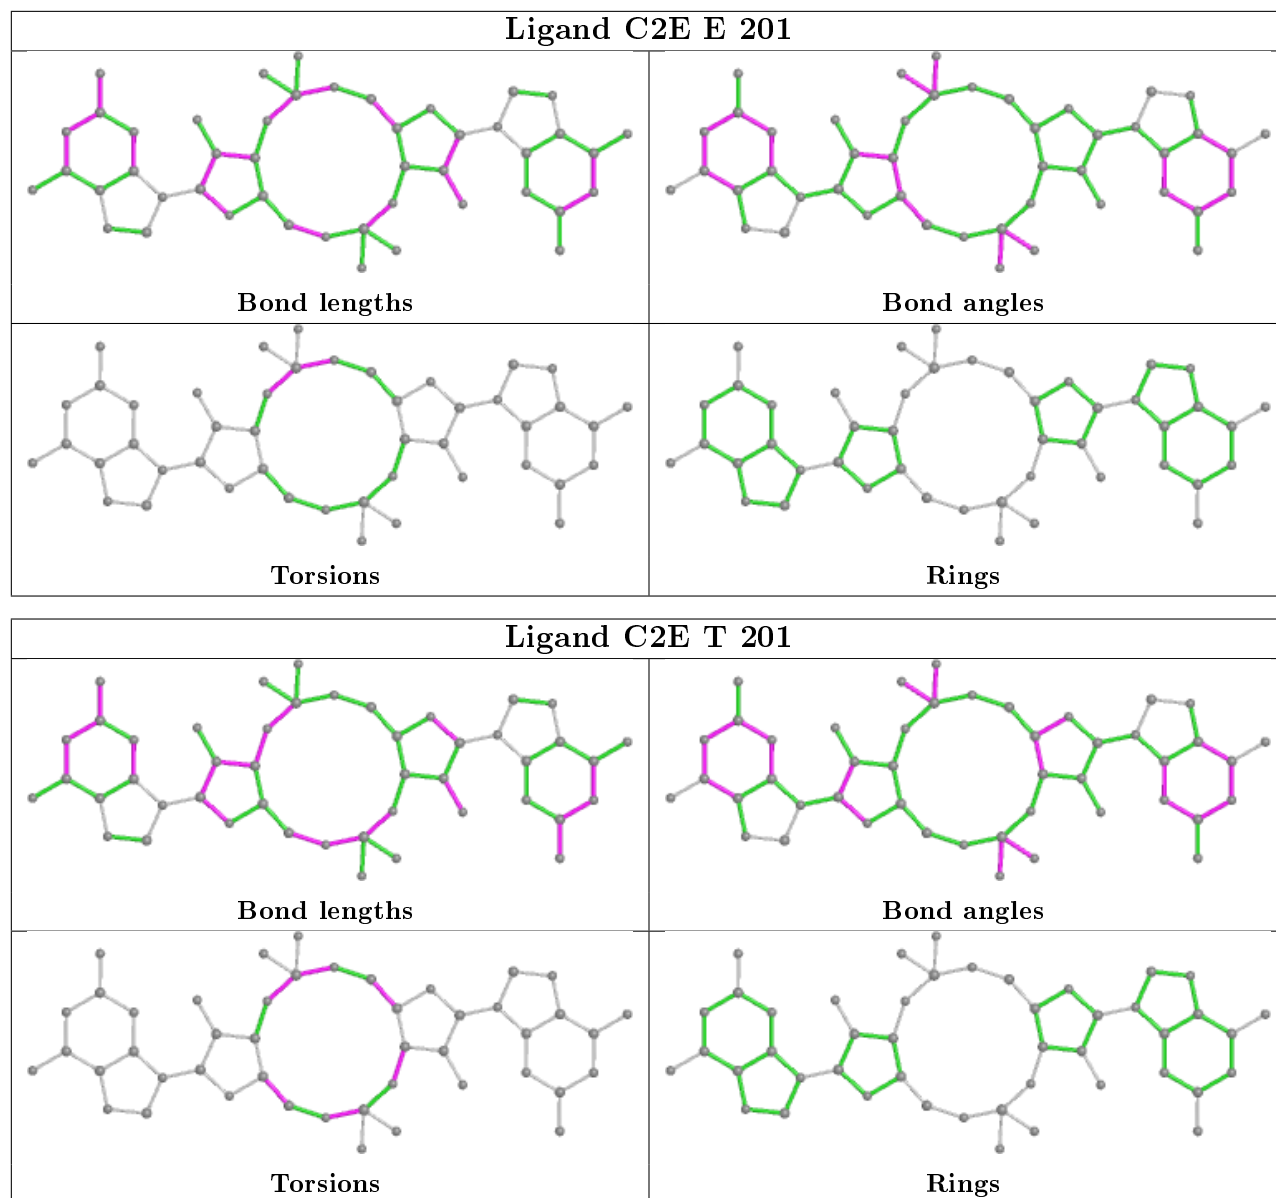 Ligand C2E E 201
Bond lengths
Bond angles
Torsions
Rings
Ligand C2E T 201
Bond lengths
Bond angles
Torsions
Rings